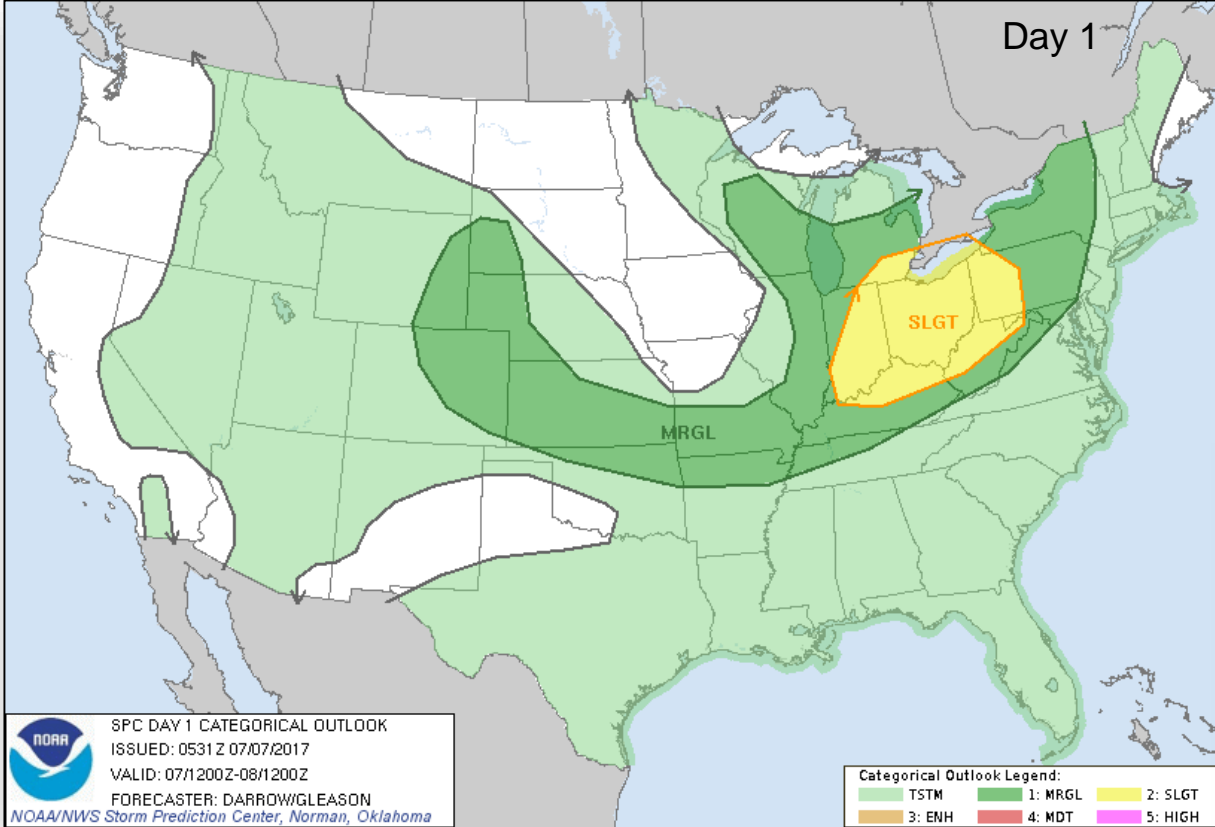 Day 1
SLGT
MRGL
NOAA
SPC DAY 1 CATEGORICAL OUTLOOK
ISSUED: 0531Z 07/07/2017
VALID: 07/1200Z-08/1200Z
FORECASTER: DARROW/GLEASON
NOAA/NWS Storm Prediction Center, Norman, Oklahoma
Categorical Outlook Legend:
TSTM 1: MRGL 2: SLGT
3: ENH 4: MDT 5: HIGH